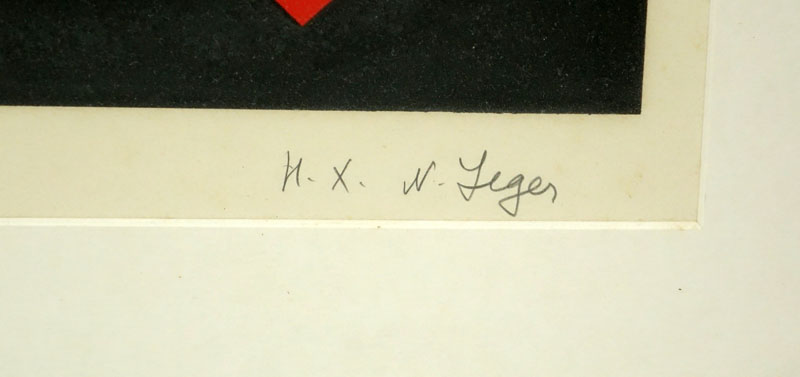 H. X. N. Leger